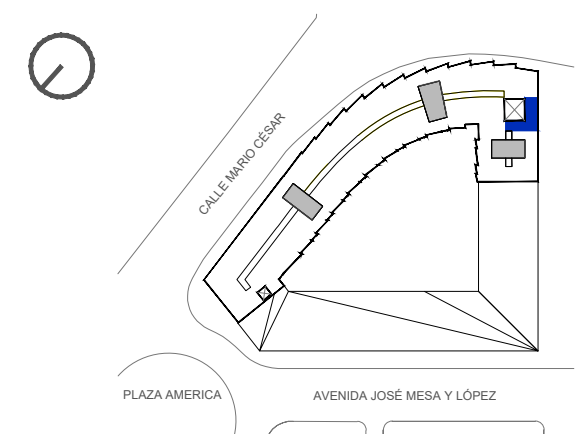 CALLE MARIO CÉSAR
PLAZA AMERICA
AVENIDA JOSÉ MESA Y LÓPEZ